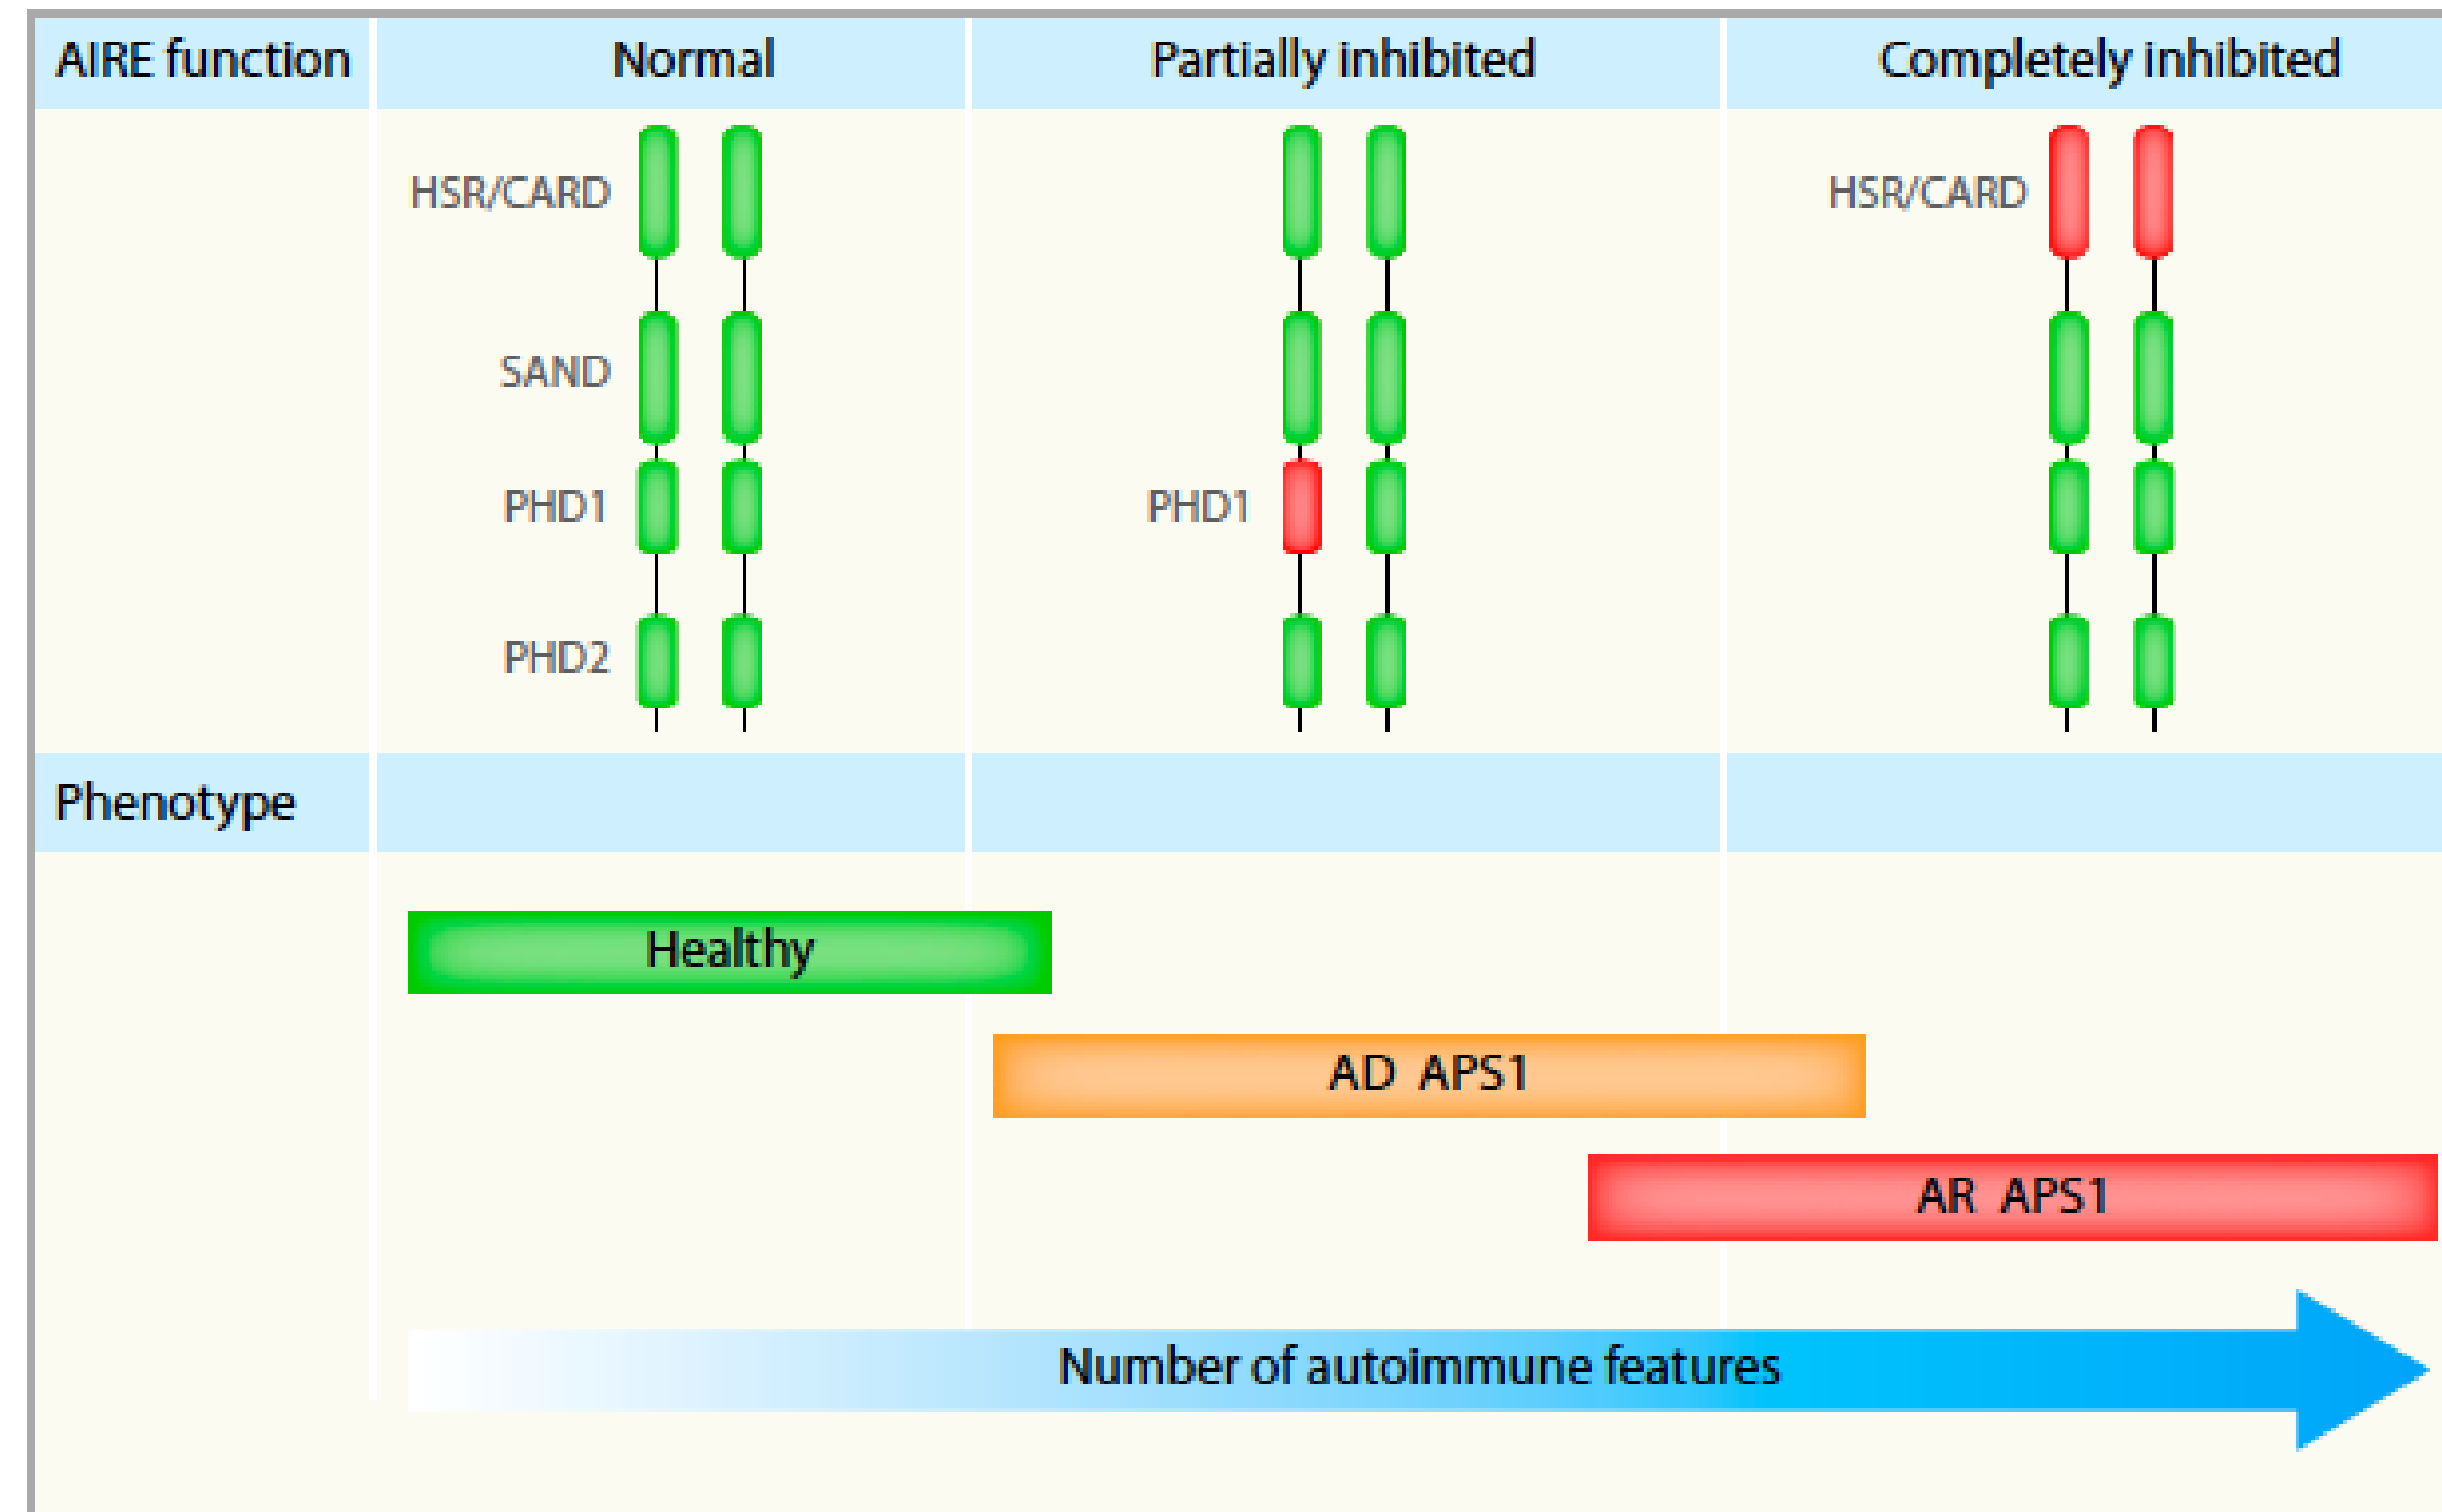 AIRE function
Normal
Partially inhibited
Completely inhibited
HSR/CARD
HSR/CARD
SAND
PHD1
PHD1
PHD2
Phenotype
Healthy
AD APS1
AR APS1
Number of autoimmune features